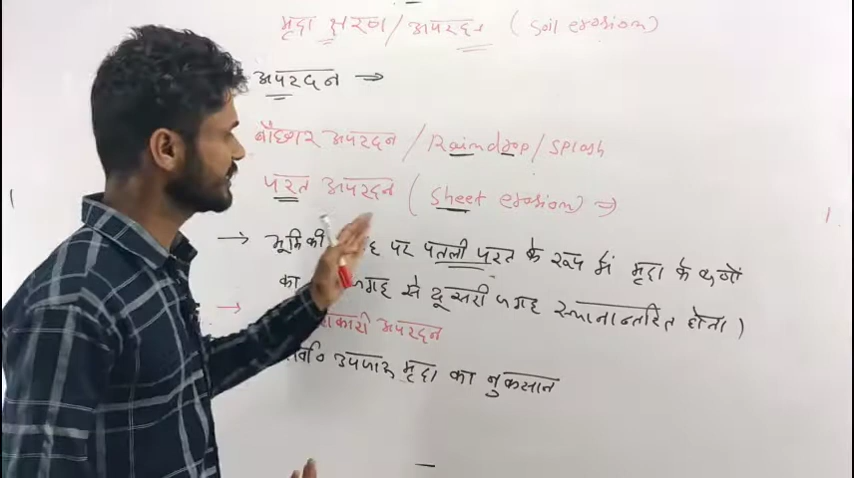 मृदा क्षरण / अपरदन (Soil erosion)
अपरदन ⇒
बौछार अपरदन / Raindrop / Splash
परत अपरदन (Sheet erosion) ⇒
→ भूमि की पर पतली परत के रूप में मृदा के कणों
का जगह से दूसरी जगह स्थानान्तरित होता)
→ कारी अपरदन
उपजाऊ मृदा का नुकसान